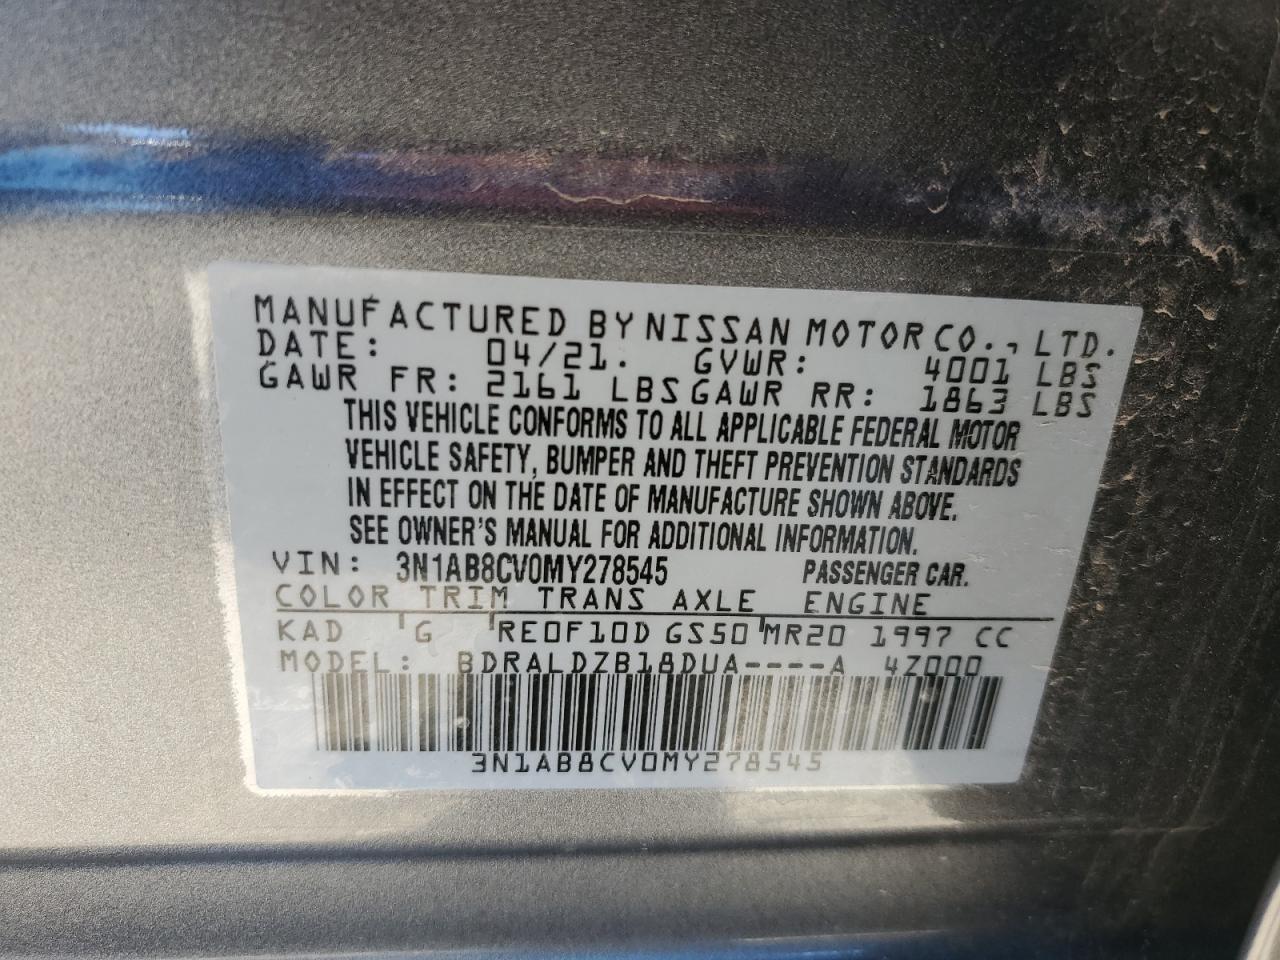 MANUFACTURED BY NISSAN MOTOR CO., LTD.
DATE: 04/21. GVWR: 4001 LBS
GAWR FR: 2161 LBS GAWR RR: 1863 LBS
THIS VEHICLE CONFORMS TO ALL APPLICABLE FEDERAL MOTOR
VEHICLE SAFETY, BUMPER AND THEFT PREVENTION STANDARDS
IN EFFECT ON THE DATE OF MANUFACTURE SHOWN ABOVE.
SEE OWNER'S MANUAL FOR ADDITIONAL INFORMATION.
VIN: 3N1AB8CV0MY278545 PASSENGER CAR.
COLOR TRIM TRANS AXLE ENGINE
KAD G RE0F10D GS50 MR20 1997 CC
MODEL: BDRALDZB18DUA----A 4Z000
3N1AB8CV0MY278545